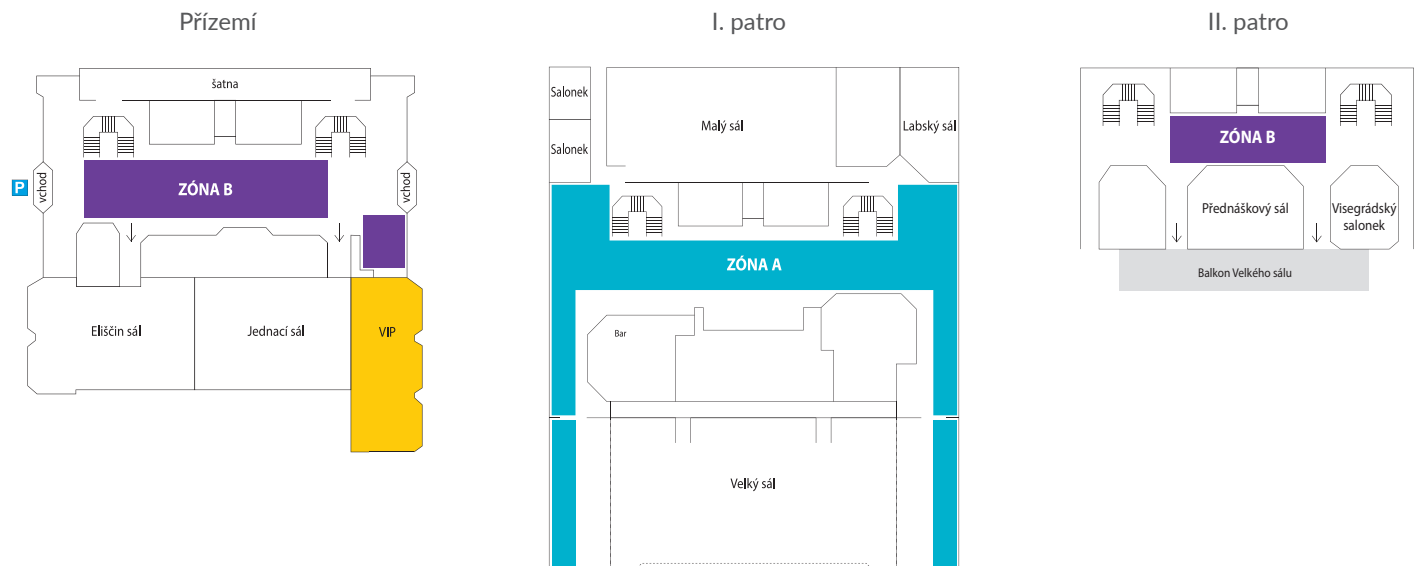 Přízemí
šatna
ZÓNA B
P
vchod
vchod
Eliščin sál
Jednací sál
VIP
I. patro
Salonek
Salonek
Malý sál
Labský sál
ZÓNA A
Bar
Velký sál
II. patro
ZÓNA B
Přednáškový sál
Visegrádský
salonek
Balkon Velkého sálu